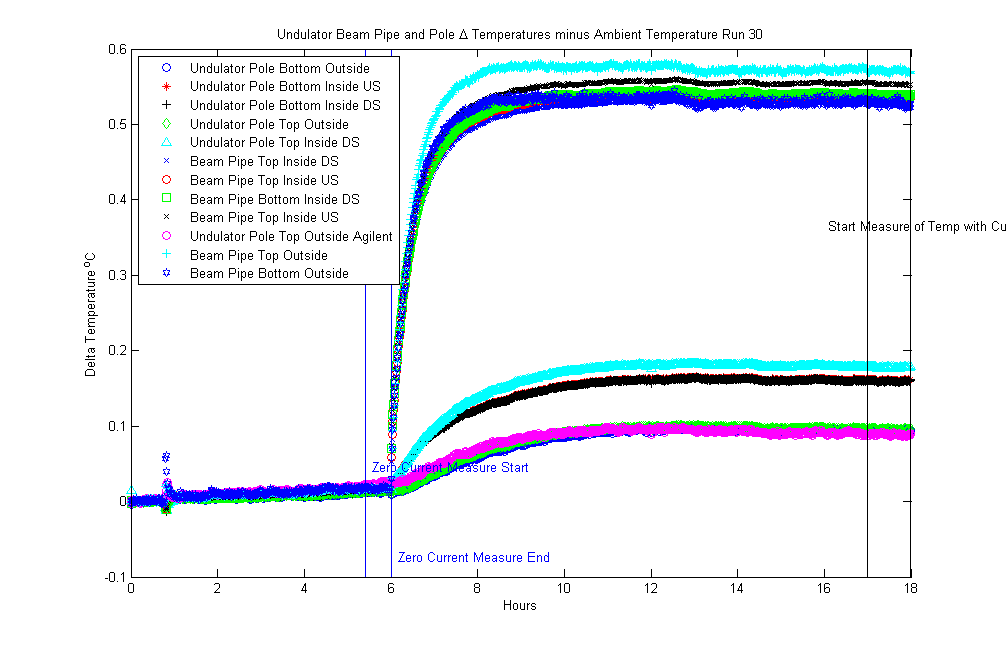 Undulator Beam Pipe and Pole Δ Temperatures minus Ambient Temperature Run 30
0.6
0.5
0.4
0.3
0.2
0.1
0
-0.1
Delta Temperature ºC
Undulator Pole Bottom Outside
Undulator Pole Bottom Inside US
Undulator Pole Bottom Inside DS
Undulator Pole Top Outside
Undulator Pole Top Inside DS
Beam Pipe Top Inside DS
Beam Pipe Top Inside US
Beam Pipe Bottom Inside DS
Beam Pipe Top Inside US
Undulator Pole Top Outside Agilent
Beam Pipe Top Outside
Beam Pipe Bottom Outside
Start Measure of Temp with Cu
Zero Current Measure Start
Zero Current Measure End
0 2 4 6 8 10 12 14 16 18
Hours